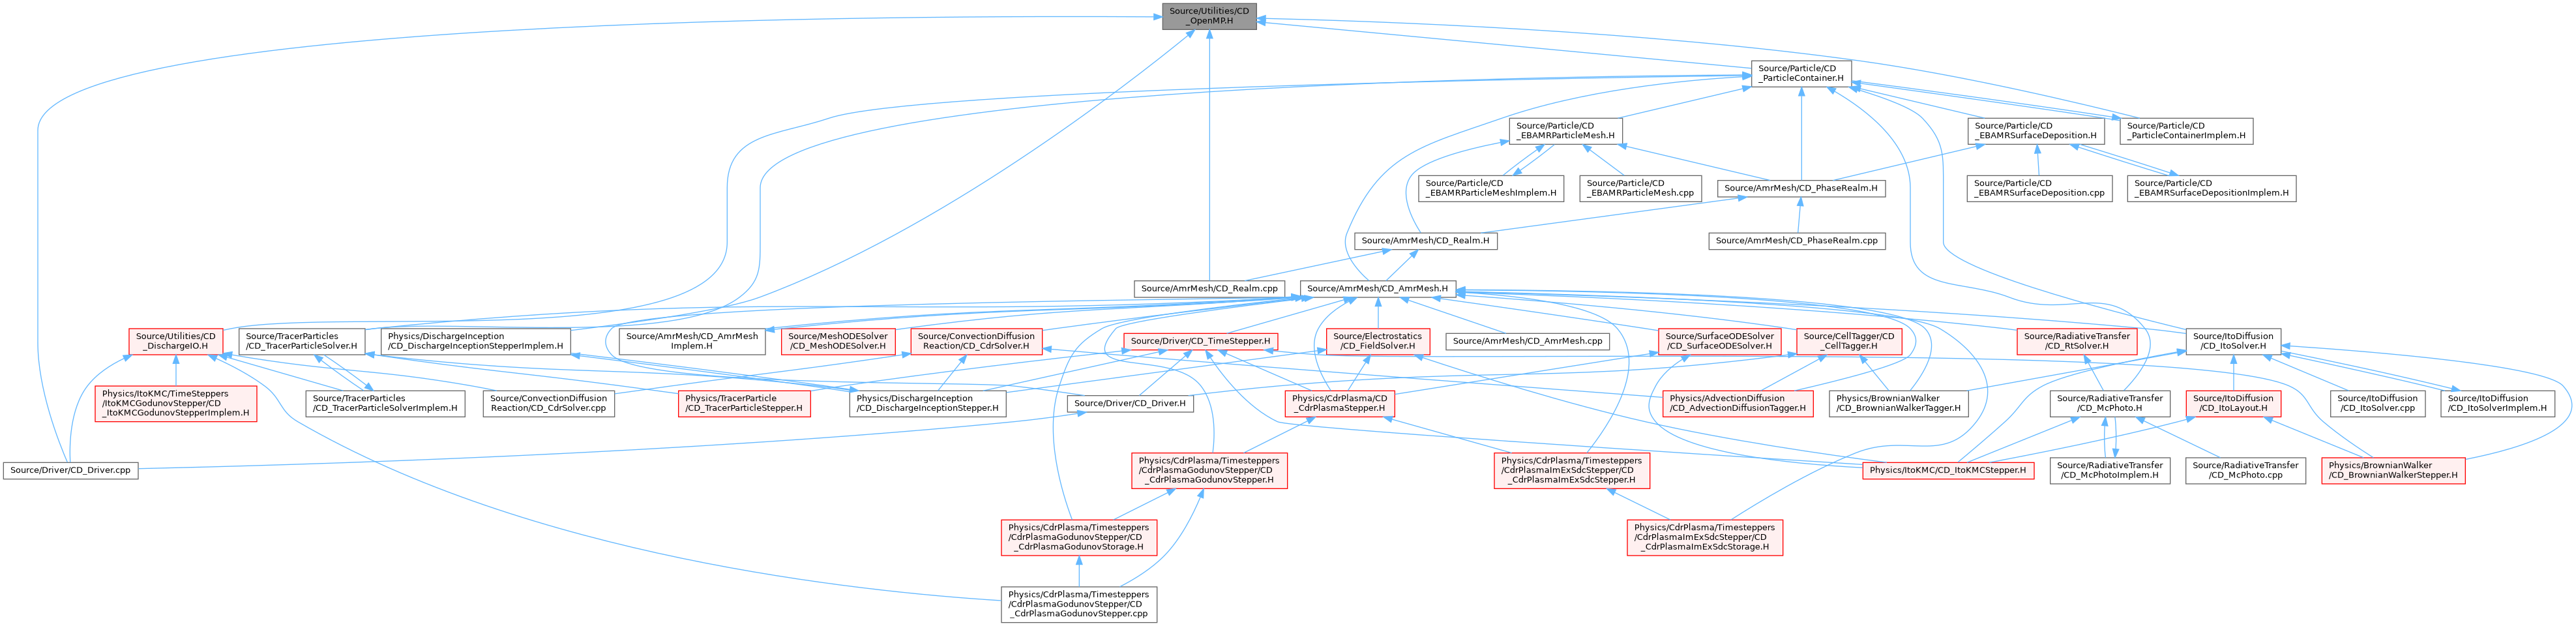 Source/Utilities/CD
_OpenMP.H
Source/Particle/CD
_ParticleContainer.H
Source/Particle/CD
_EBAMRParticleMesh.H
Source/Particle/CD
_EBAMRSurfaceDeposition.H
Source/Particle/CD
_ParticleContainerImplem.H
Source/Particle/CD
_EBAMRParticleMeshImplem.H
Source/Particle/CD
_EBAMRParticleMesh.cpp
Source/AmrMesh/CD_PhaseRealm.H
Source/Particle/CD
_EBAMRSurfaceDeposition.cpp
Source/Particle/CD
_EBAMRSurfaceDepositionImplem.H
Source/AmrMesh/CD_Realm.H
Source/AmrMesh/CD_PhaseRealm.cpp
Source/AmrMesh/CD_Realm.cpp
Source/AmrMesh/CD_AmrMesh.H
Source/Utilities/CD
_DischargeIO.H
Source/TracerParticles
/CD_TracerParticleSolver.H
Physics/DischargeInception
/CD_DischargeInceptionStepperImplem.H
Source/AmrMesh/CD_AmrMesh
Implem.H
Source/MeshODESolver
/CD_MeshODESolver.H
Source/ConvectionDiffusion
Reaction/CD_CdrSolver.H
Source/Driver/CD_TimeStepper.H
Source/Electrostatics
/CD_FieldSolver.H
Source/AmrMesh/CD_AmrMesh.cpp
Source/SurfaceODESolver
/CD_SurfaceODESolver.H
Source/CellTagger/CD
_CellTagger.H
Source/RadiativeTransfer
/CD_RtSolver.H
Source/ItoDiffusion
/CD_ItoSolver.H
Physics/ItoKMC/TimeSteppers
/ItoKMCGodunovStepper/CD
_ItoKMCGodunovStepperImplem.H
Source/TracerParticles
/CD_TracerParticleSolverImplem.H
Source/ConvectionDiffusion
Reaction/CD_CdrSolver.cpp
Physics/TracerParticle
/CD_TracerParticleStepper.H
Physics/DischargeInception
/CD_DischargeInceptionStepper.H
Source/Driver/CD_Driver.H
Physics/CdrPlasma/CD
_CdrPlasmaStepper.H
Physics/AdvectionDiffusion
/CD_AdvectionDiffusionTagger.H
Physics/BrownianWalker
/CD_BrownianWalkerTagger.H
Source/RadiativeTransfer
/CD_McPhoto.H
Source/ItoDiffusion
/CD_ItoLayout.H
Source/ItoDiffusion
/CD_ItoSolver.cpp
Source/ItoDiffusion
/CD_ItoSolverImplem.H
Source/Driver/CD_Driver.cpp
Physics/CdrPlasma/Timesteppers
/CdrPlasmaGodunovStepper/CD
_CdrPlasmaGodunovStepper.H
Physics/CdrPlasma/Timesteppers
/CdrPlasmaImExSdcStepper/CD
_CdrPlasmaImExSdcStepper.H
Physics/ItoKMC/CD_ItoKMCStepper.H
Source/RadiativeTransfer
/CD_McPhotoImplem.H
Source/RadiativeTransfer
/CD_McPhoto.cpp
Physics/BrownianWalker
/CD_BrownianWalkerStepper.H
Physics/CdrPlasma/Timesteppers
/CdrPlasmaGodunovStepper/CD
_CdrPlasmaGodunovStorage.H
Physics/CdrPlasma/Timesteppers
/CdrPlasmaImExSdcStepper/CD
_CdrPlasmaImExSdcStorage.H
Physics/CdrPlasma/Timesteppers
/CdrPlasmaGodunovStepper/CD
_CdrPlasmaGodunovStepper.cpp